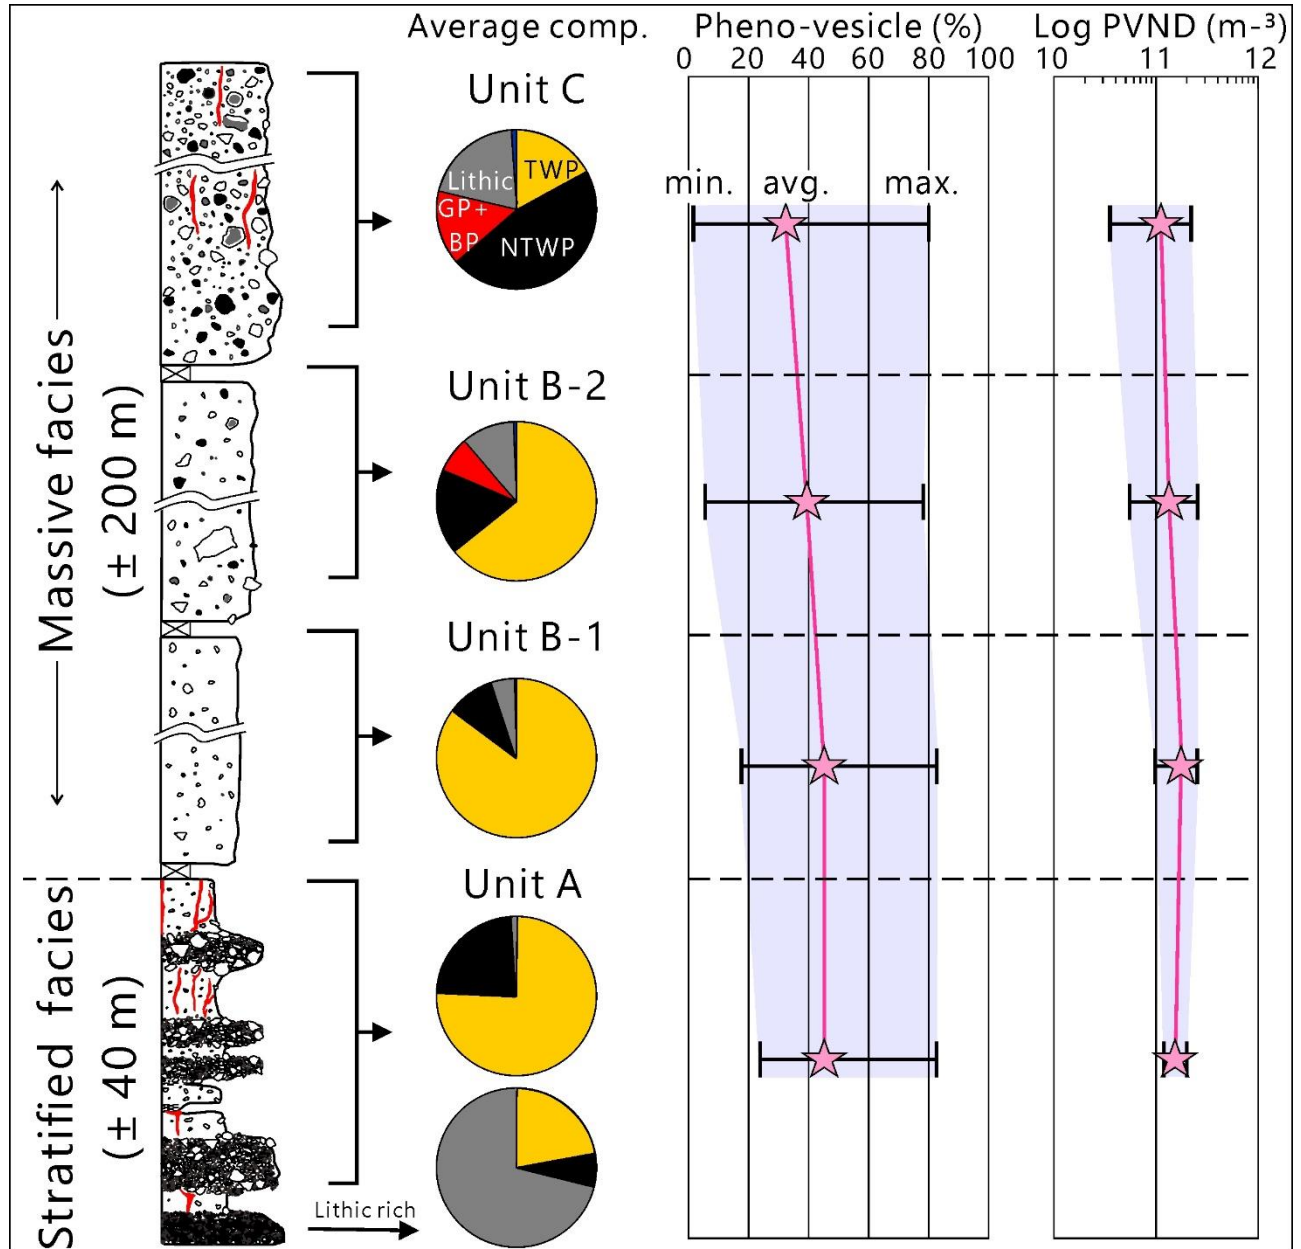 Average comp.
Pheno-vesicle (%)
Log PVND (m⁻³)
0 20 40 60 80 100
10 11 12
Unit C
min. avg. max.
Lithic
TWP
GP+
BP
NTWP
Unit B-2
Unit B-1
Unit A
Lithic rich
Massive facies
(± 200 m)
Stratified facies
(± 40 m)